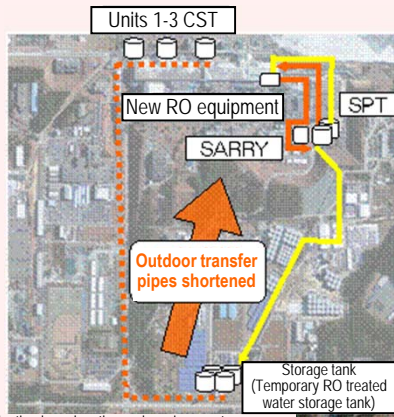 Units 1-3 CST
New RO equipment
SPT
SARRY
Outdoor transfer
pipes shortened
Storage tank
(Temporary RO treated
water storage tank)